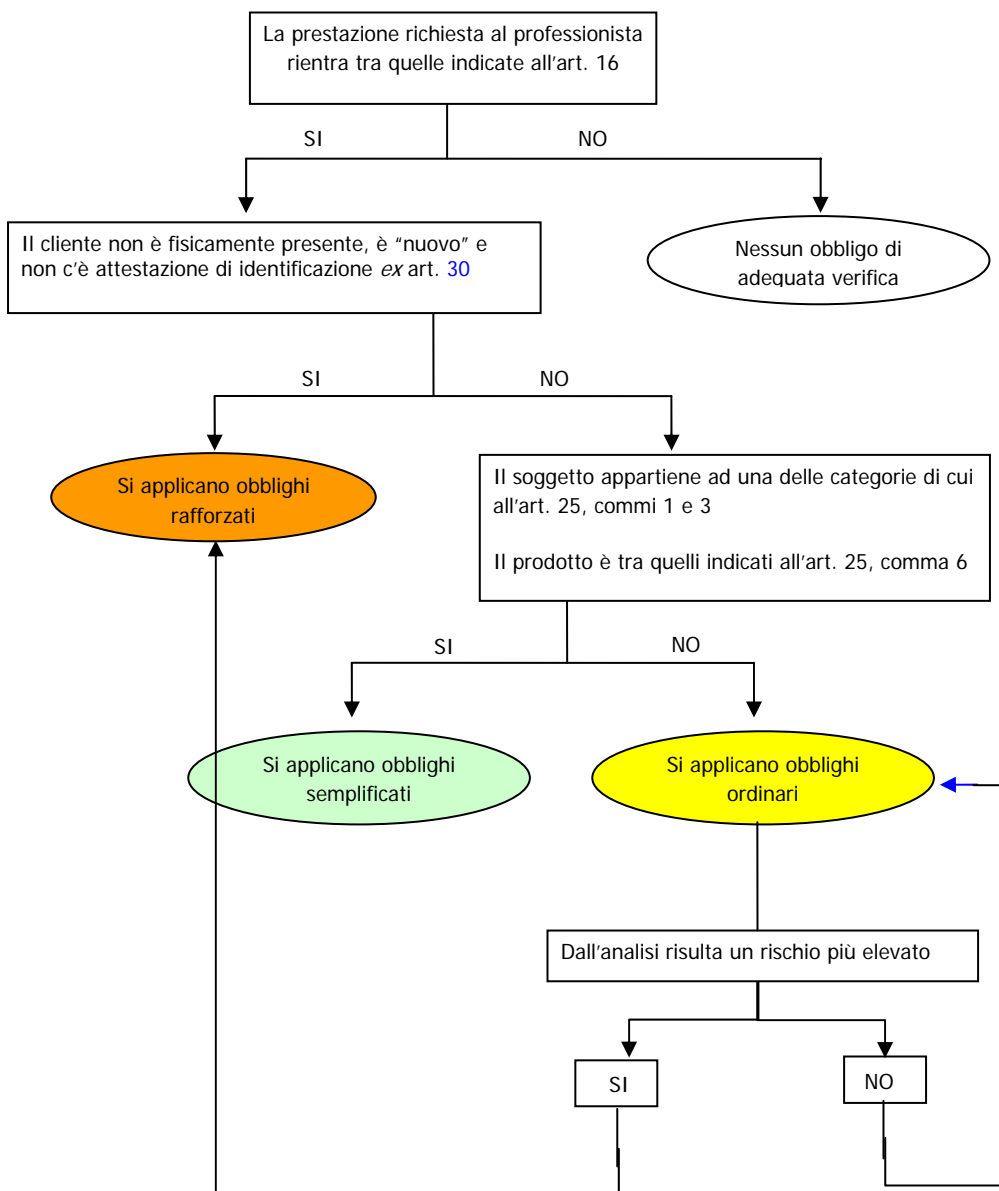 La prestazione richiesta al professionista
rientra tra quelle indicate all'art. 16
SI
NO
Il cliente non è fisicamente presente, è "nuovo" e
non c'è attestazione di identificazione ex art. 30
Nessun obbligo di
adeguata verifica
SI
NO
Si applicano obblighi
rafforzati
Il soggetto appartiene ad una delle categorie di cui
all'art. 25, commi 1 e 3
Il prodotto è tra quelli indicati all'art. 25, comma 6
SI
NO
Si applicano obblighi
semplificati
Si applicano obblighi
ordinari
Dall'analisi risulta un rischio più elevato
SI
NO